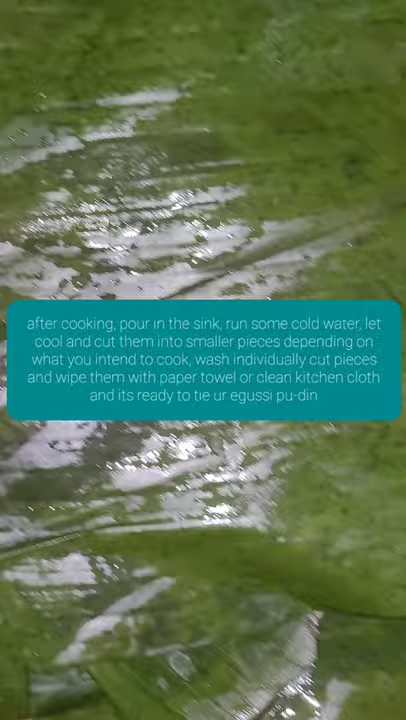 after cooking, pour in the sink, run some cold water, let
cool and cut them into smaller pieces depending on
what you intend to cook, wash individually cut pieces
and wipe them with paper towel or clean kitchen cloth
and its ready to tie ur egussi pu-din